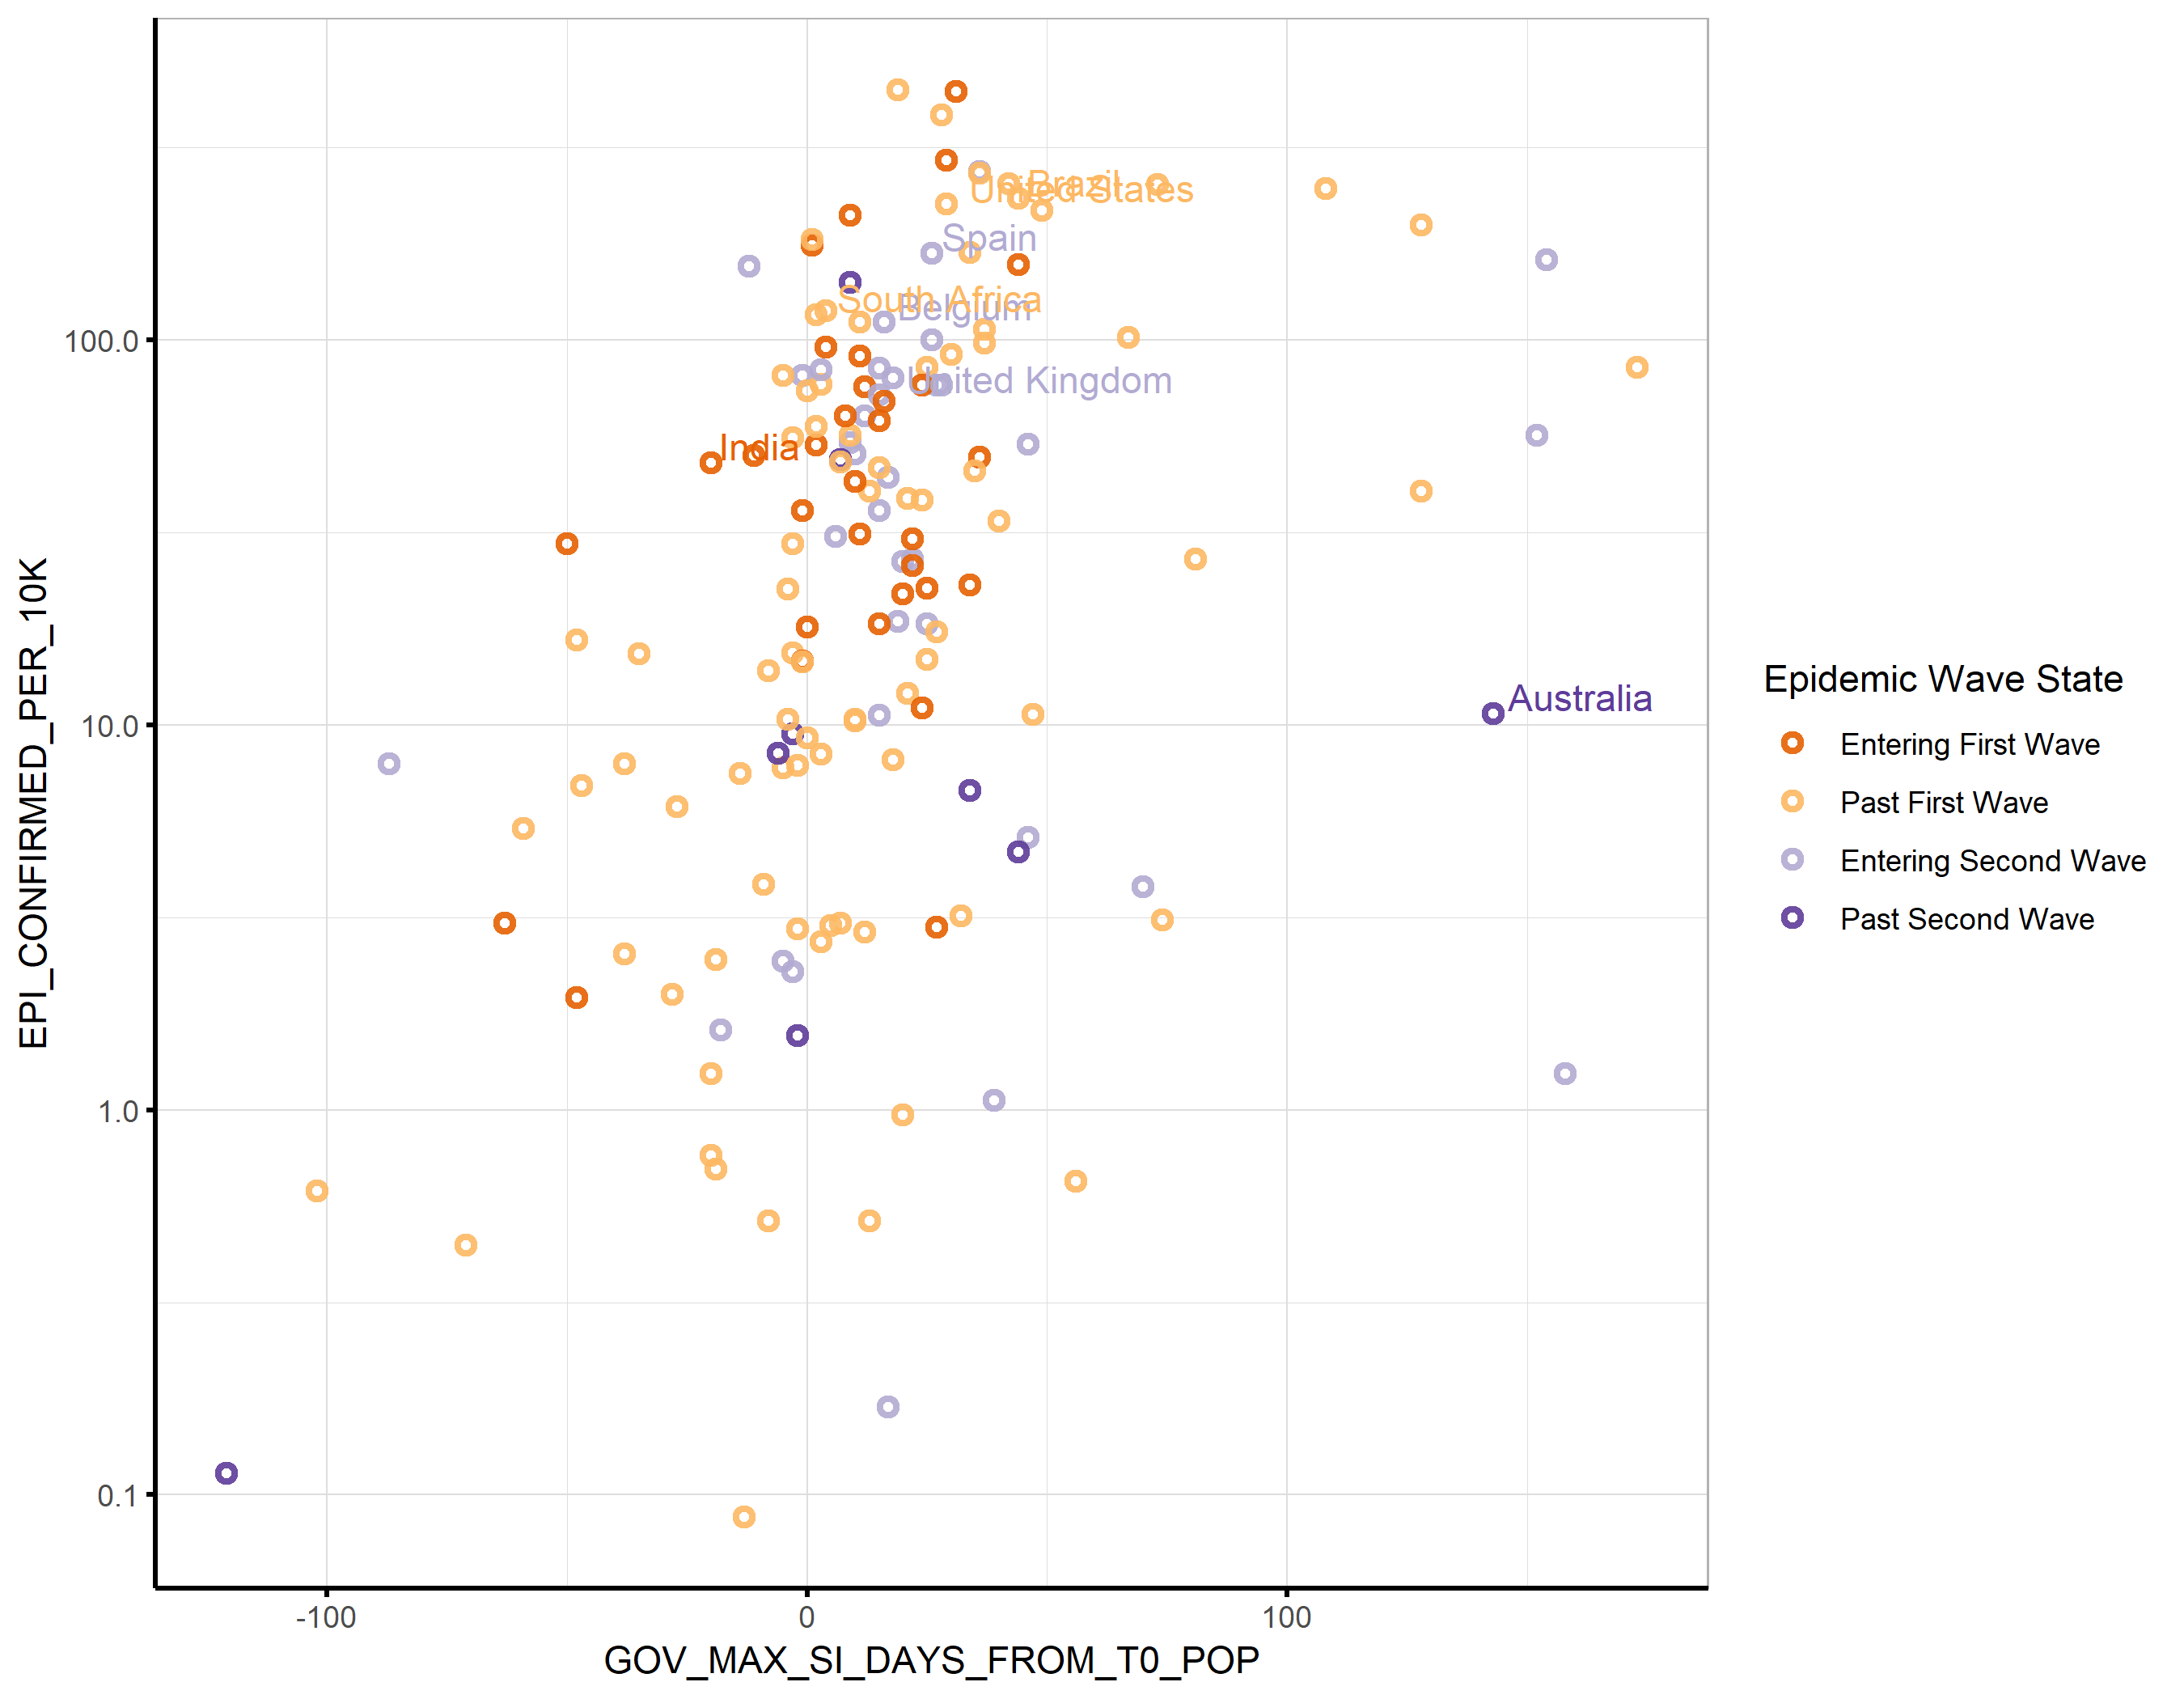 EPI_CONFIRMED_PER_10K
100.0
10.0
1.0
0.1
Brazil
United States
Spain
South Africa
Belgium
United Kingdom
India
Australia
-100
0
100
GOV_MAX_SI_DAYS_FROM_T0_POP
Epidemic Wave State
Entering First Wave
Past First Wave
Entering Second Wave
Past Second Wave